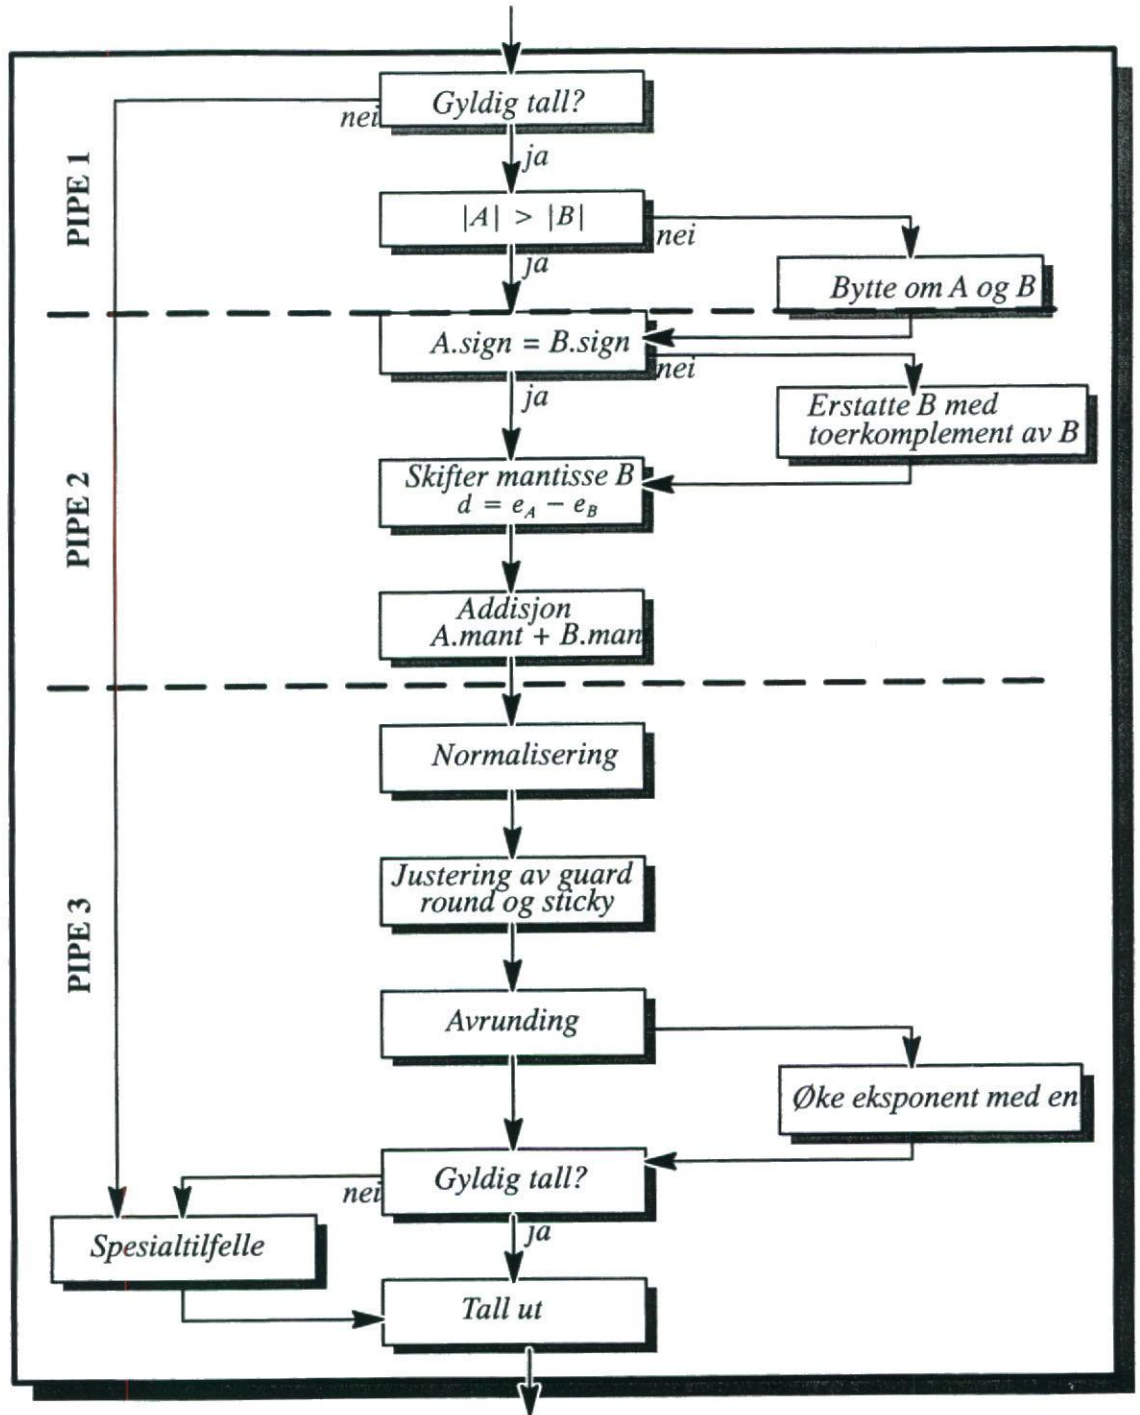 Gyldig tall?
nei
ja
PIPE 1
|A| > |B|
nei
ja
Bytte om A og B
A.sign = B.sign
nei
ja
Erstatte B med
toerkomplement av B
Skifter mantisse B
d = e_A − e_B
PIPE 2
Addisjon
A.mant + B.man
Normalisering
Justering av guard
round og sticky
PIPE 3
Avrunding
Øke eksponent med en
Gyldig tall?
nei
ja
Spesialtilfelle
Tall ut